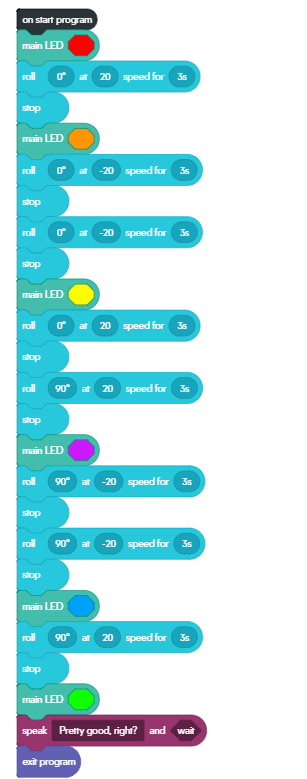 on start program
main LED
roll 0° at 20 speed for 3s
stop
main LED
roll 0° at -20 speed for 3s
stop
roll 0° at -20 speed for 3s
stop
main LED
roll 0° at 20 speed for 3s
stop
roll 90° at 20 speed for 3s
stop
main LED
roll 90° at -20 speed for 3s
stop
roll 90° at -20 speed for 3s
stop
main LED
roll 90° at 20 speed for 3s
stop
main LED
speak Pretty good, right? and wait
exit program